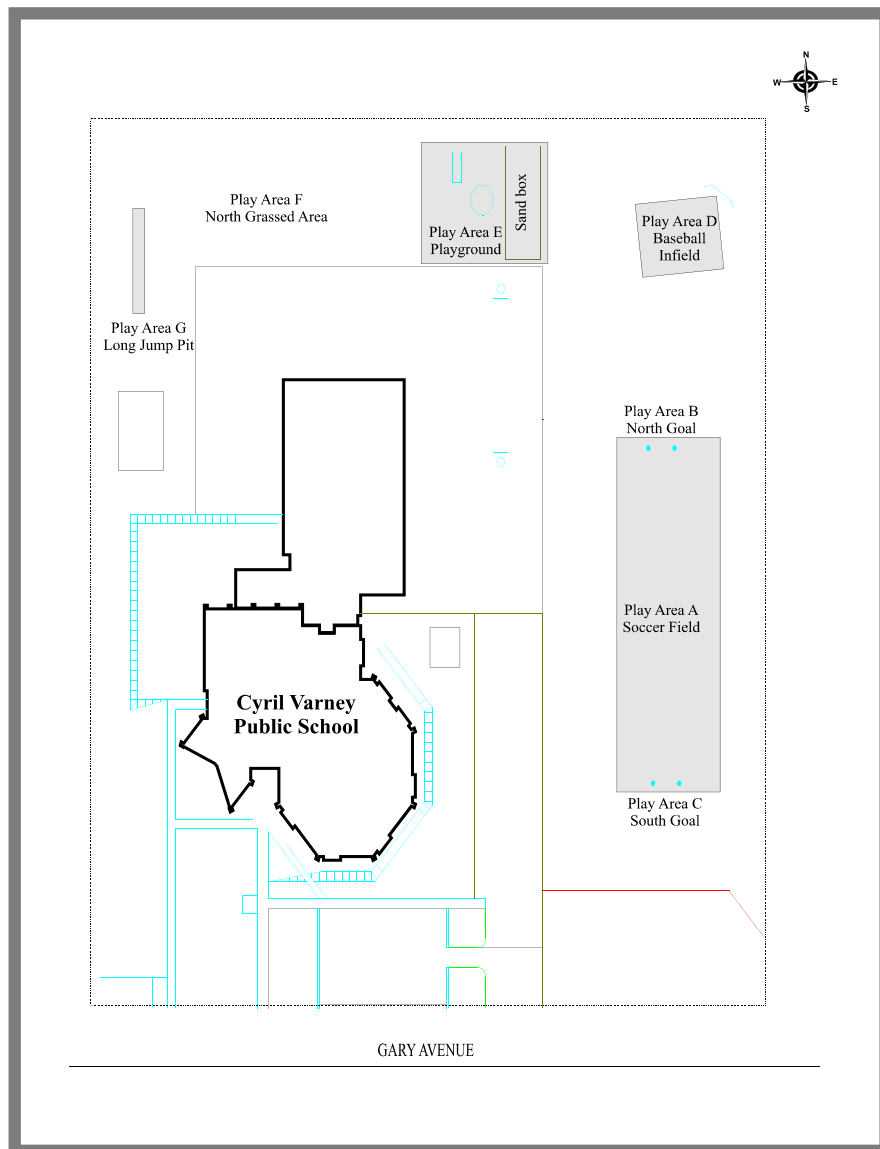 N
W E
S
Play Area F
North Grassed Area
Sand box
Play Area E
Playground
Play Area D
Baseball
Infield
Play Area G
Long Jump Pit
Play Area B
North Goal
Play Area A
Soccer Field
Cyril Varney
Public School
Play Area C
South Goal
GARY AVENUE